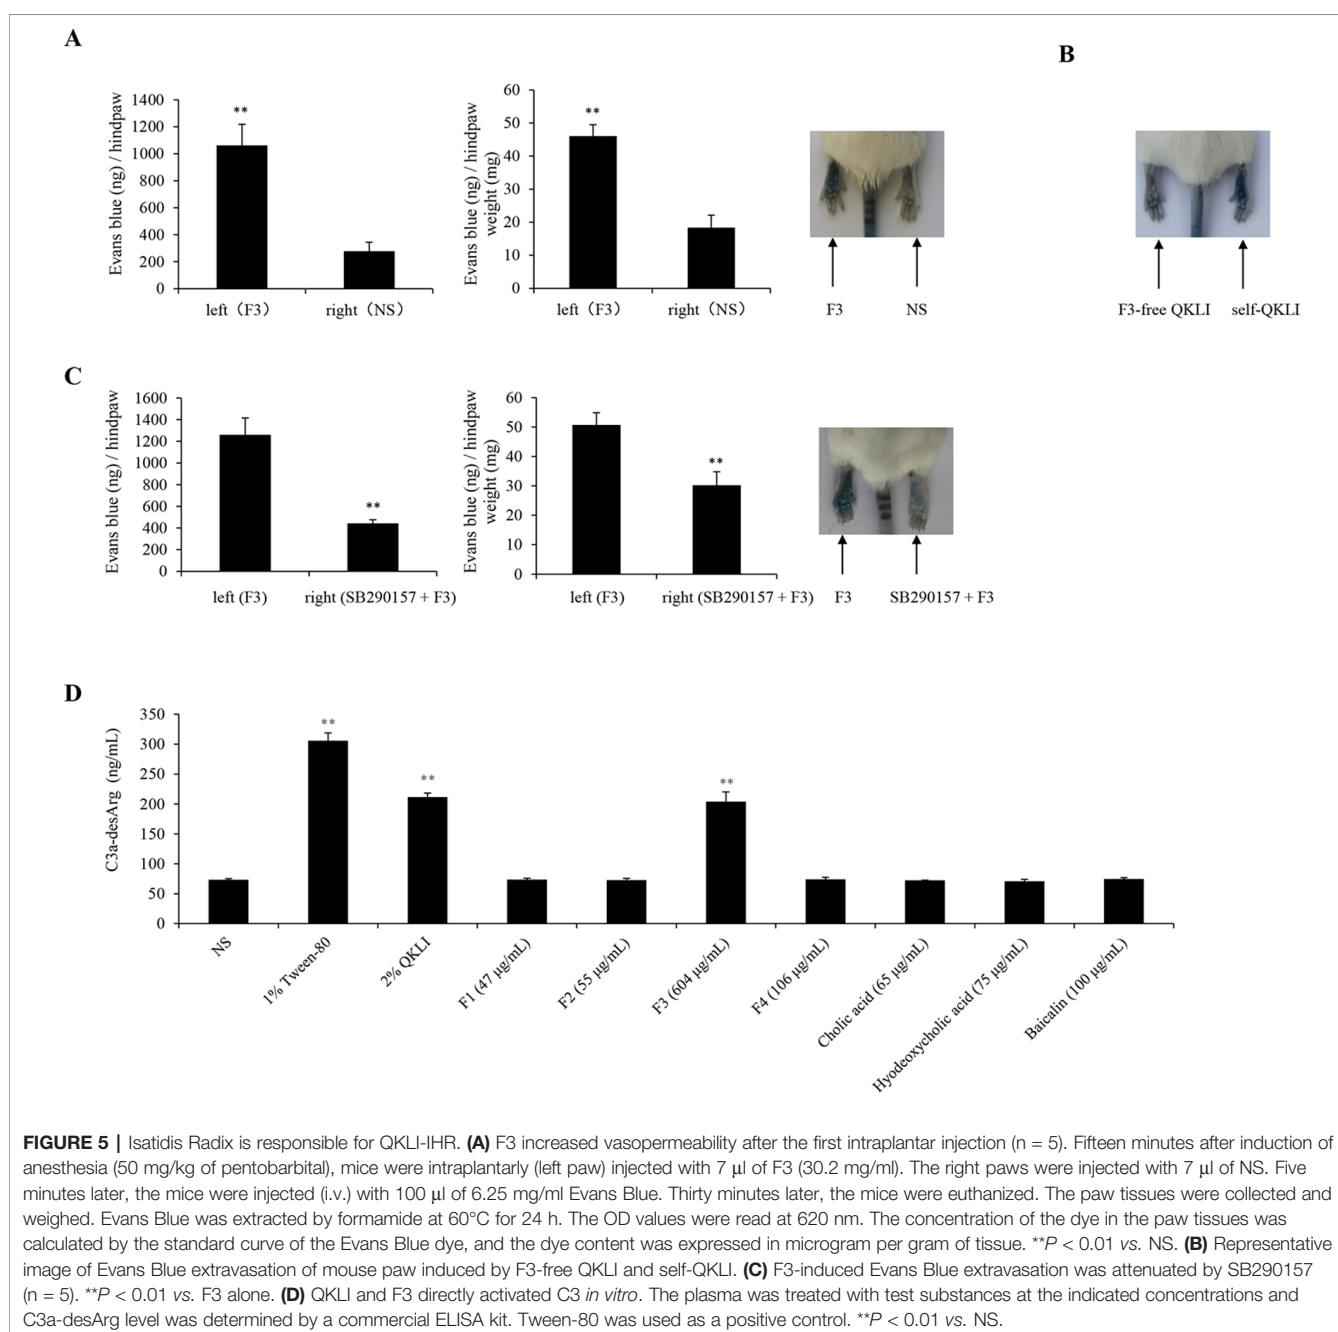 A
B
Evans blue (ng) / hindpaw
1400
1200
1000
800
600
400
200
0
**
left（F3）
right（NS）
Evans blue (ng) / hindpaw
weight (mg)
60
50
40
30
20
10
0
**
left（F3）
right（NS）
F3
NS
F3-free QKLI
self-QKLI
C
Evans blue (ng) / hindpaw
1600
1400
1200
1000
800
600
400
200
0
**
left (F3)
right (SB290157 + F3)
Evans blue (ng) / hindpaw
weight (mg)
60
50
40
30
20
10
0
**
left (F3)
right (SB290157 + F3)
F3
SB290157 + F3
D
C3a-desArg (ng/mL)
350
300
250
200
150
100
50
0
**
**
**
NS
1% Tween-80
2% QKLI
F1 (47 µg/mL)
F2 (55 µg/mL)
F3 (604 µg/mL)
F4 (106 µg/mL)
Cholic acid (65 µg/mL)
Hyodeoxycholic acid (75 µg/mL)
Baicalin (100 µg/mL)
FIGURE 5 | Isatidis Radix is responsible for QKLI-IHR. (A) F3 increased vasopermeability after the first intraplantar injection (n = 5). Fifteen minutes after induction of
anesthesia (50 mg/kg of pentobarbital), mice were intraplantarly (left paw) injected with 7 µl of F3 (30.2 mg/ml). The right paws were injected with 7 µl of NS. Five
minutes later, the mice were injected (i.v.) with 100 µl of 6.25 mg/ml Evans Blue. Thirty minutes later, the mice were euthanized. The paw tissues were collected and
weighed. Evans Blue was extracted by formamide at 60°C for 24 h. The OD values were read at 620 nm. The concentration of the dye in the paw tissues was
calculated by the standard curve of the Evans Blue dye, and the dye content was expressed in microgram per gram of tissue. **P < 0.01 vs. NS. (B) Representative
image of Evans Blue extravasation of mouse paw induced by F3-free QKLI and self-QKLI. (C) F3-induced Evans Blue extravasation was attenuated by SB290157
(n = 5). **P < 0.01 vs. F3 alone. (D) QKLI and F3 directly activated C3 in vitro. The plasma was treated with test substances at the indicated concentrations and
C3a-desArg level was determined by a commercial ELISA kit. Tween-80 was used as a positive control. **P < 0.01 vs. NS.